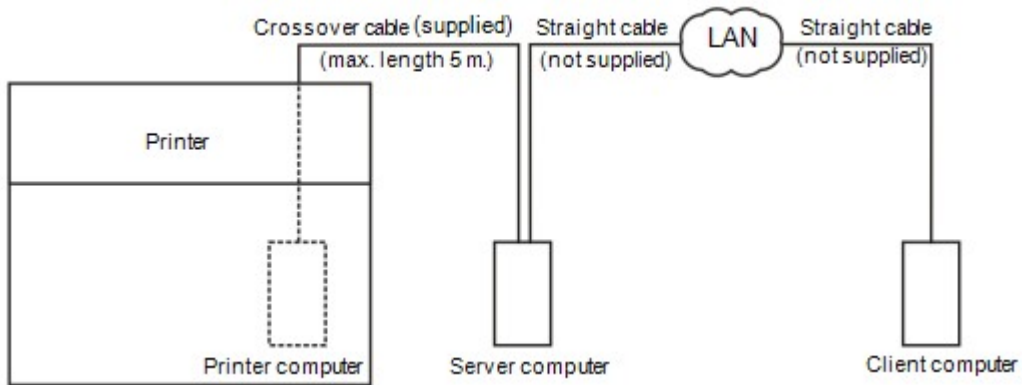 Crossover cable (supplied)
(max. length 5 m.)
Straight cable
(not supplied)
LAN
Straight cable
(not supplied)
Printer
Printer computer
Server computer
Client computer